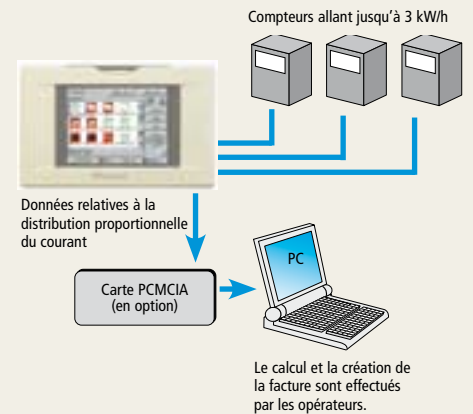 Compteurs allant jusqu'à 3 kW/h
Données relatives à la
distribution proportionnelle
du courant
Carte PCMCIA
(en option)
PC
Le calcul et la création de
la facture sont effectués
par les opérateurs.